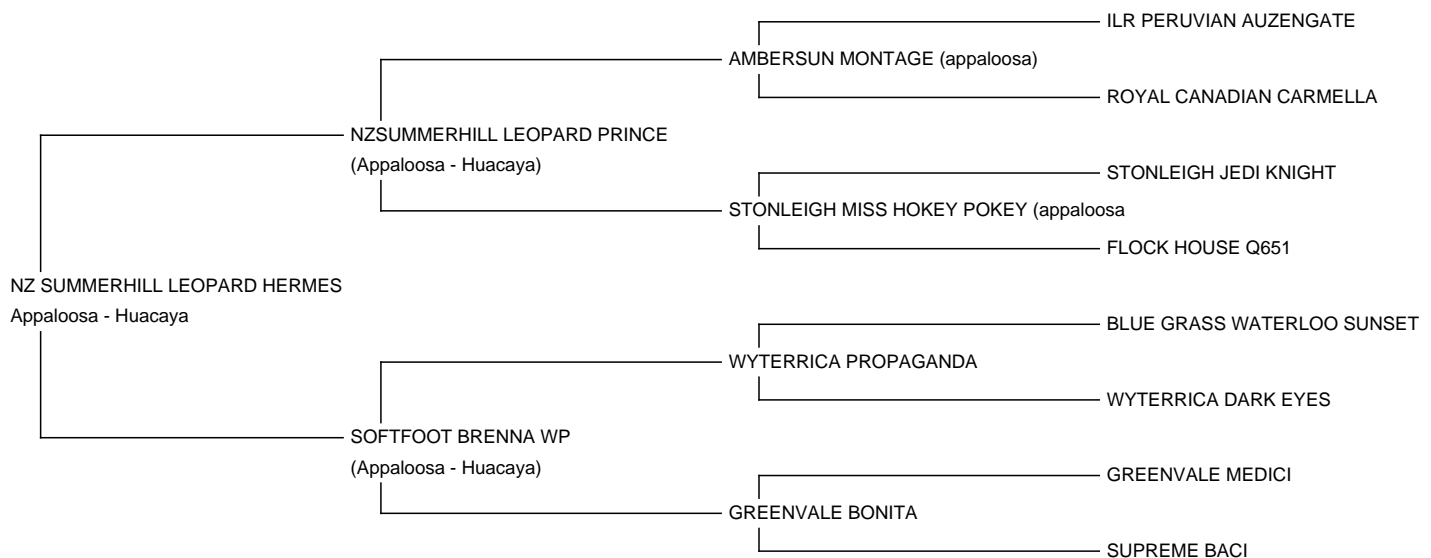 ILR PERUVIAN AUZENGATE
AMBERSUN MONTAGE (appaloosa)
ROYAL CANADIAN CARMELLA
NZSUMMERHILL LEOPARD PRINCE
(Appaloosa - Huacaya)
STONLEIGH JEDI KNIGHT
STONLEIGH MISS HOKEY POKEY (appaloosa
FLOCK HOUSE Q651
NZ SUMMERHILL LEOPARD HERMES
Appaloosa - Huacaya
BLUE GRASS WATERLOO SUNSET
WYTERRICA PROPAGANDA
WYTERRICA DARK EYES
SOFTFOOT BRENNA WP
(Appaloosa - Huacaya)
GREENVALE MEDICI
GREENVALE BONITA
SUPREME BACI